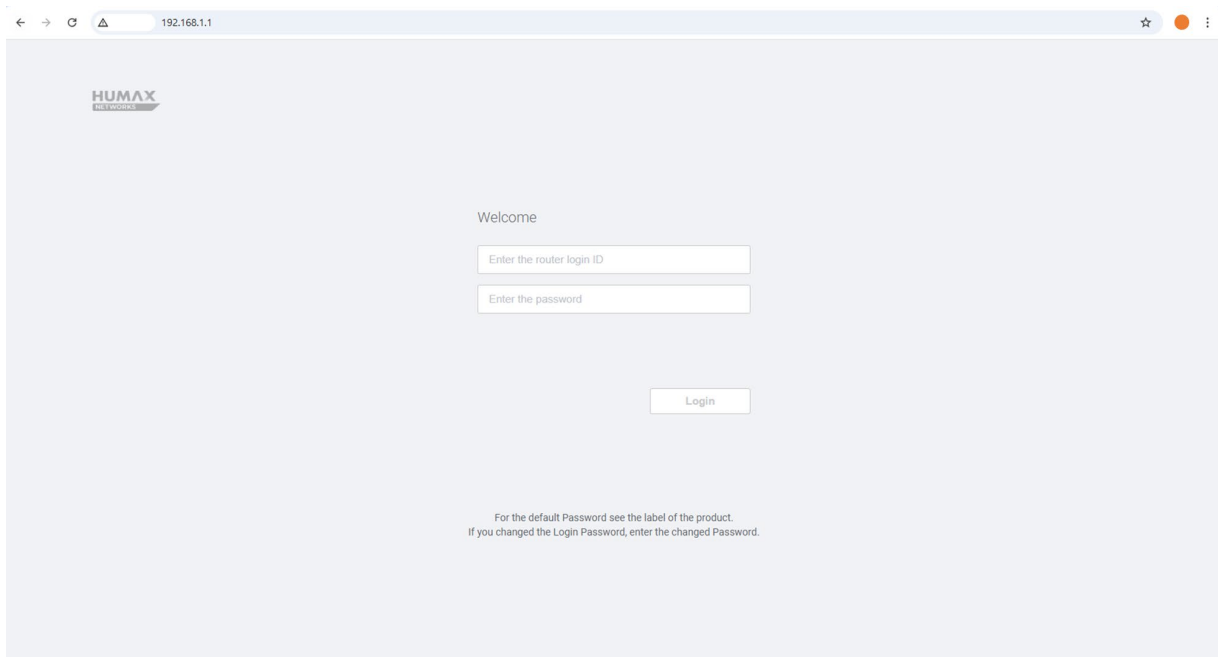 192.168.1.1
HUMAX
NETWORKS
Welcome
Enter the router login ID
Enter the password
Login
For the default Password see the label of the product.
If you changed the Login Password, enter the changed Password.